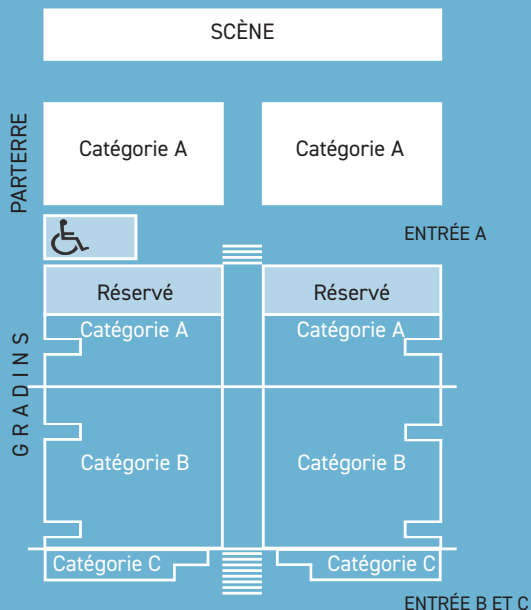 SCÈNE
PARTERRE
Catégorie A
Catégorie A
ENTRÉE A
Réservé
Réservé
GRADINS
Catégorie A
Catégorie A
Catégorie B
Catégorie B
Catégorie C
Catégorie C
ENTRÉE B ET C